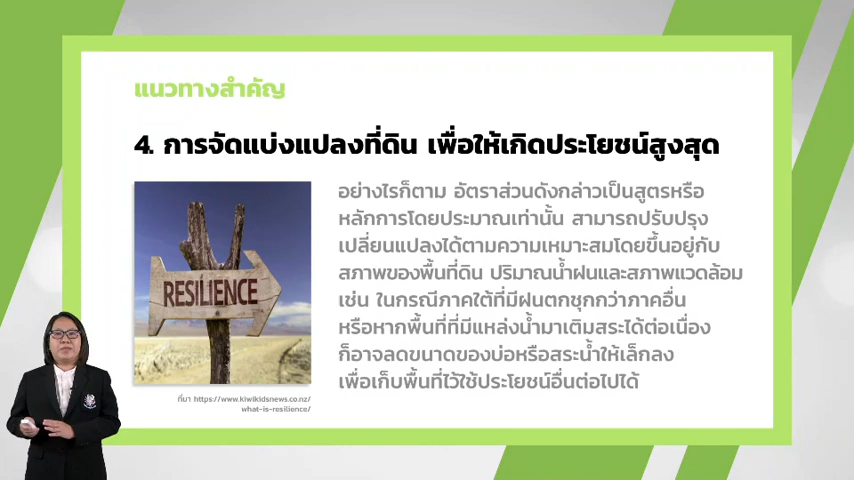 แนวทางสำคัญ
4. การจัดแบ่งแปลงที่ดิน เพื่อให้เกิดประโยชน์สูงสุด
อย่างไรก็ตาม อัตราส่วนดังกล่าวเป็นสูตรหรือ
หลักการโดยประมาณเท่านั้น สามารถปรับปรุง
เปลี่ยนแปลงได้ตามความเหมาะสมโดยขึ้นอยู่กับ
สภาพของพื้นที่ดิน ปริมาณน้ำฝนและสภาพแวดล้อม
เช่น ในกรณีภาคใต้ที่มีฝนตกชุกกว่าภาคอื่น
หรือหากพื้นที่ที่มีแหล่งน้ำมาเติมสระได้ต่อเนื่อง
ก็อาจลดขนาดของบ่อหรือสระน้ำให้เล็กลง
เพื่อเก็บพื้นที่ไว้ใช้ประโยชน์อื่นต่อไปได้
RESILIENCE
ที่มา https://www.kiwikidsnews.co.nz/
what-is-resilience/